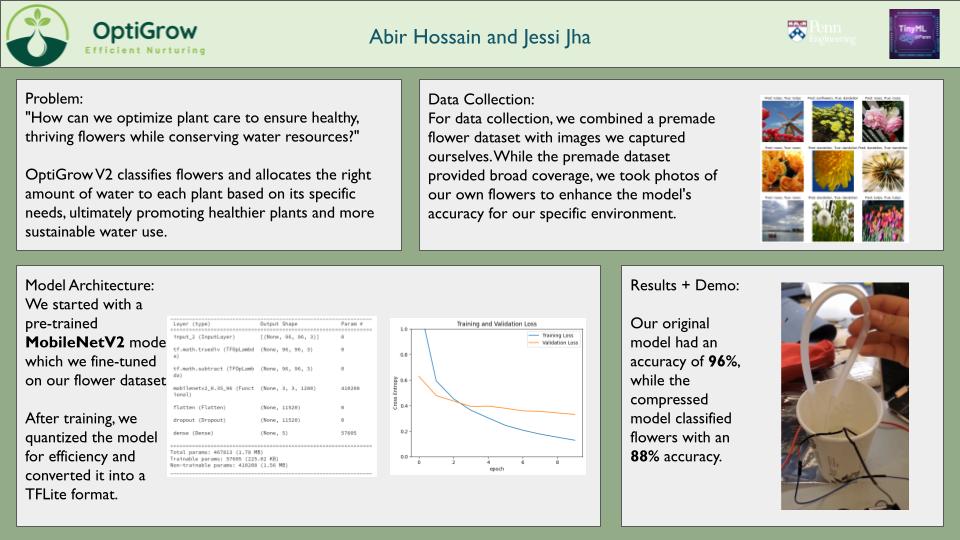 OptiGrow
Efficient Nurturing
Abir Hossain and Jessi Jha
Penn
Engineering
TinyML
Problem:
"How can we optimize plant care to ensure healthy,
thriving flowers while conserving water resources?"
OptiGrow V2 classifies flowers and allocates the right
amount of water to each plant based on its specific
needs, ultimately promoting healthier plants and more
sustainable water use.
Data Collection:
For data collection, we combined a premade
flower dataset with images we captured
ourselves. While the premade dataset
provided broad coverage, we took photos of
our own flowers to enhance the model's
accuracy for our specific environment.
Model Architecture:
We started with a
pre-trained
MobileNetV2 mode
which we fine-tuned
on our flower dataset
After training, we
quantized the model
for efficiency and
converted it into a
TFLite format.
Layer (type) Output Shape Param #
input_2 (InputLayer) [(None, 96, 96, 3)] 0
tf.math.truediv (TFOpLambd (None, 96, 96, 3) 0
a)
tf.math.subtract (TFOpLamb (None, 96, 96, 3) 0
da)
mobilenetv2_0.35_96 (Funct (None, 3, 3, 1280) 410208
ional)
flatten (Flatten) (None, 11520) 0
dropout (Dropout) (None, 11520) 0
dense (Dense) (None, 5) 57605
Total params: 467813 (1.78 MB)
Trainable params: 57605 (225.02 KB)
Non-trainable params: 410208 (1.56 MB)
Training and Validation Loss
Training Loss
Validation Loss
Cross Entropy
1.0
0.8
0.6
0.4
0.2
0.0
0 2 4 6 8
epoch
Results + Demo:
Our original
model had an
accuracy of 96%,
while the
compressed
model classified
flowers with an
88% accuracy.